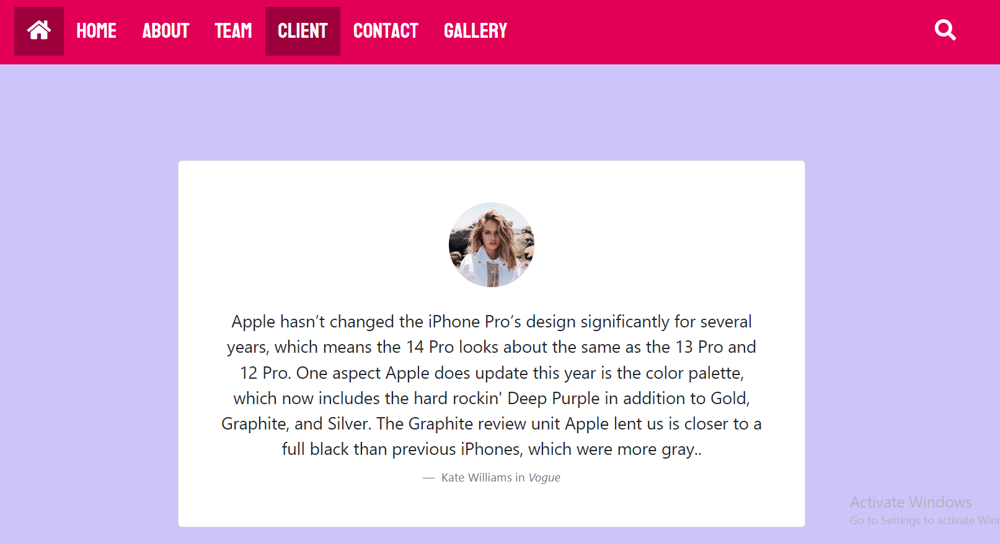 HOME ABOUT TEAM CLIENT CONTACT GALLERY
Apple hasn’t changed the iPhone Pro’s design significantly for several
years, which means the 14 Pro looks about the same as the 13 Pro and
12 Pro. One aspect Apple does update this year is the color palette,
which now includes the hard rockin' Deep Purple in addition to Gold,
Graphite, and Silver. The Graphite review unit Apple lent us is closer to a
full black than previous iPhones, which were more gray..
— Kate Williams in Vogue
Activate Windows
Go to Settings to activate